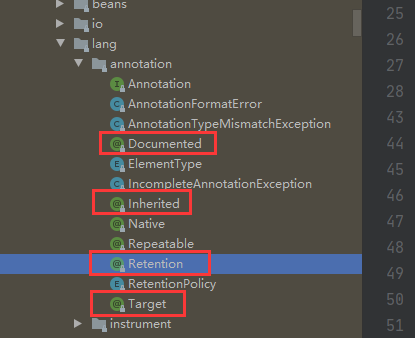 beans
io
lang
annotation
Annotation
AnnotationFormatError
AnnotationTypeMismatchException
Documented
ElementType
IncompleteAnnotationException
Inherited
Native
Repeatable
Retention
RetentionPolicy
Target
instrument
25
26
27
28
43
44
45
46
47
48
49
50
51